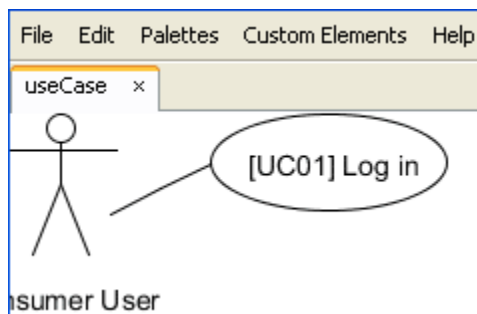 File Edit Palettes Custom Elements Help
useCase ×
[UC01] Log in
nsumer User